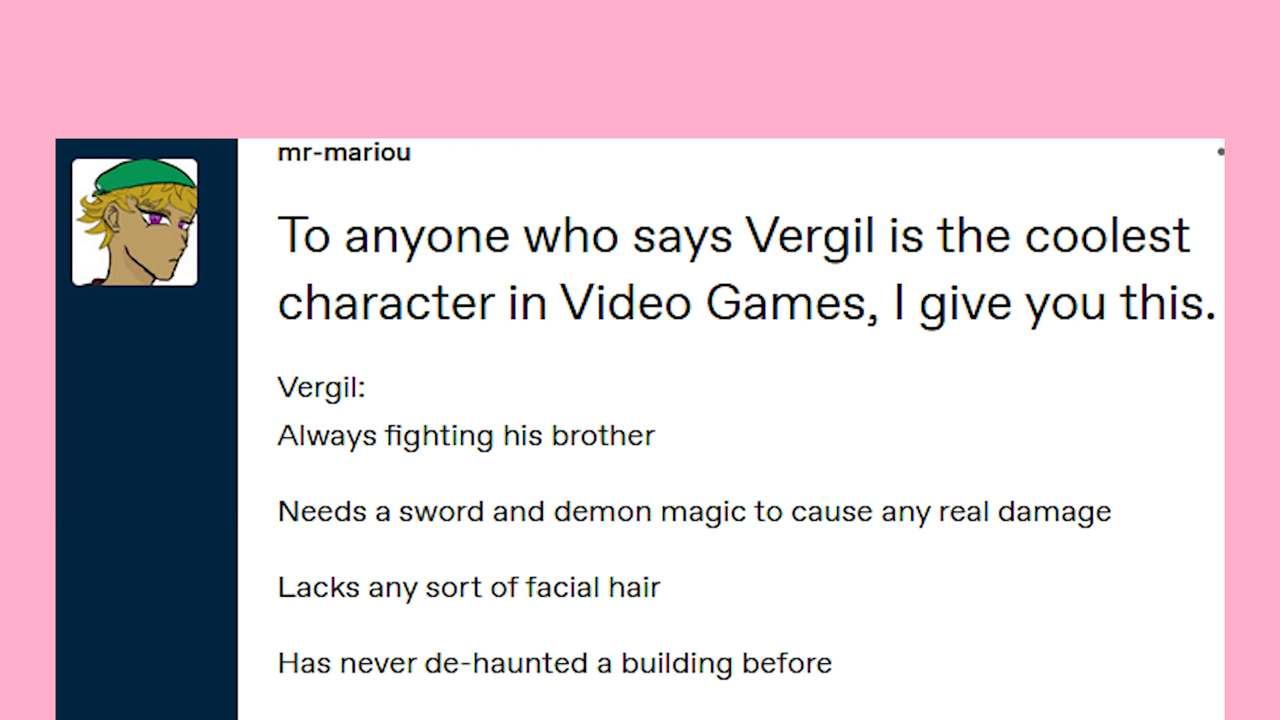 mr-mariou
To anyone who says Vergil is the coolest
character in Video Games, I give you this.
Vergil:
Always fighting his brother
Needs a sword and demon magic to cause any real damage
Lacks any sort of facial hair
Has never de-haunted a building before